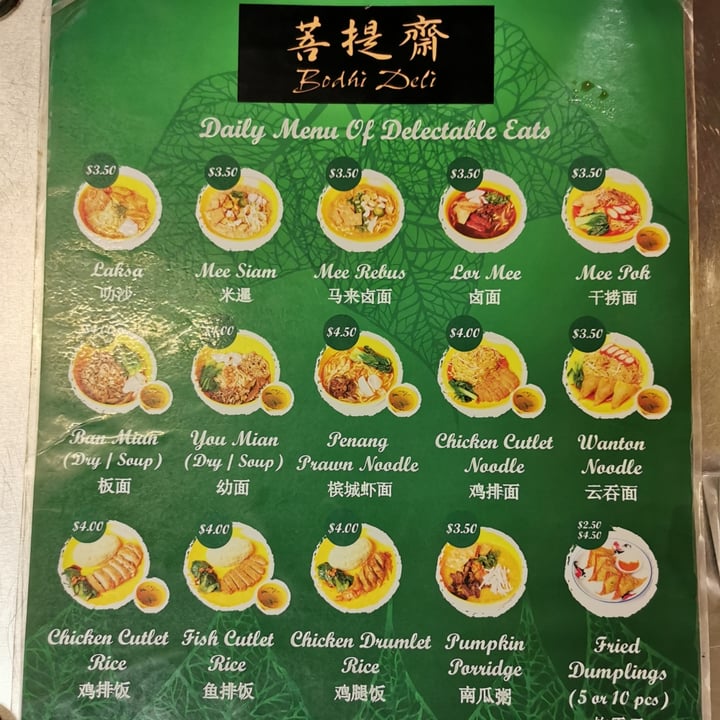 菩提齋
Bodhi Deli
Daily Menu Of Delectable Eats
$3.50 $3.50 $3.50 $3.50 $3.50
Laksa Mee Siam Mee Rebus Lor Mee Mee Pok
叻沙 米暹 马来卤面 卤面 干捞面
$4.00 $4.00 $4.50 $4.00 $3.50
Ban Mian You Mian Penang Chicken Cutlet Wanton
(Dry / Soup) (Dry / Soup) Prawn Noodle Noodle Noodle
板面 幼面 槟城虾面 鸡排面 云吞面
$4.00 $4.00 $4.00 $3.50 $2.50
$4.50
Chicken Cutlet Fish Cutlet Chicken Drumlet Pumpkin Fried
Rice Rice Rice Porridge Dumplings
鸡排饭 鱼排饭 鸡腿饭 南瓜粥 (5 or 10 pcs)